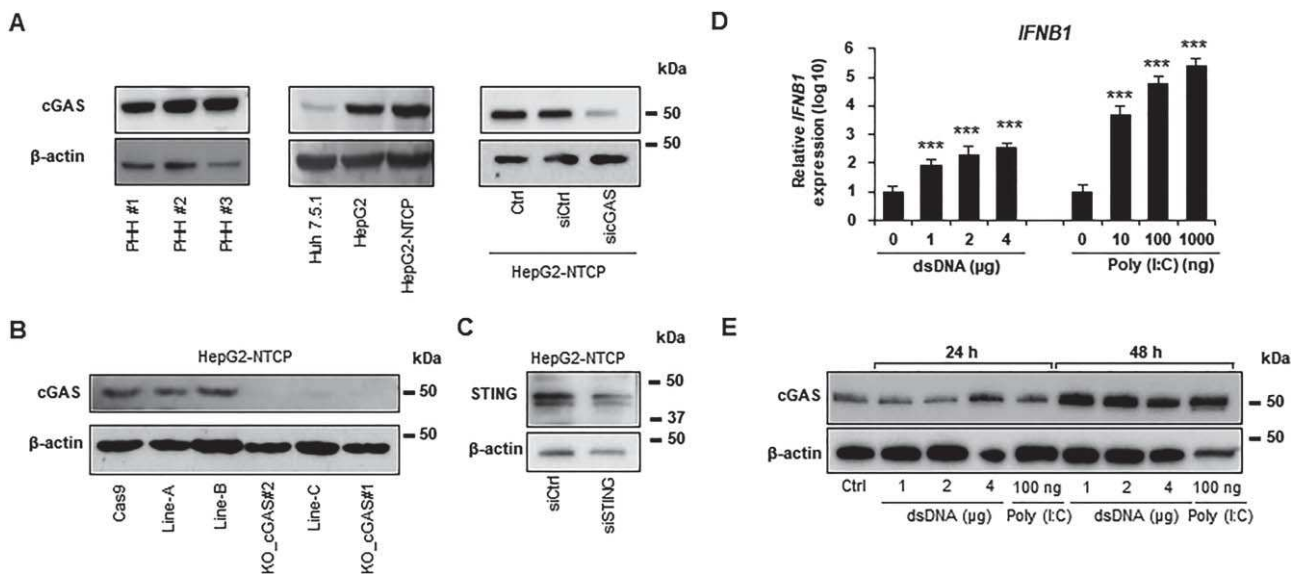 A
kDa
cGAS
50
50
β-actin
PHH #1
PHH #2
PHH #3
Huh 7.5.1
HepG2
HepG2-NTCP
Ctrl
siCtrl
sicGAS
HepG2-NTCP
D
IFNB1
Relative IFNB1
expression (log10)
6
5
4
3
2
1
0
*** *** *** *** *** ***
0 1 2 4 0 10 100 1000
dsDNA (µg) Poly (I:C) (ng)
B
HepG2-NTCP
kDa
cGAS
50
50
β-actin
Cas9
Line-A
Line-B
KO_cGAS#2
Line-C
KO_cGAS#1
C
kDa
HepG2-NTCP
50
STING
37
50
β-actin
siCtrl
siSTING
E
24 h 48 h
kDa
cGAS
50
50
β-actin
Ctrl 1 2 4 100 ng 1 2 4 100 ng
dsDNA (µg) Poly (I:C) dsDNA (µg) Poly (I:C)